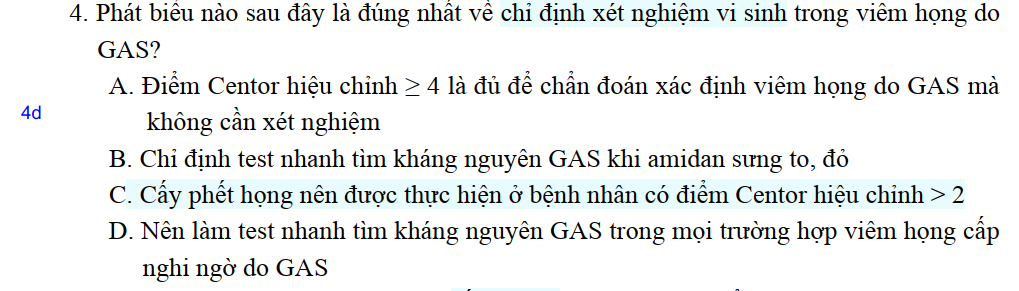 4. Phát biểu nào sau đây là đúng nhất về chỉ định xét nghiệm vi sinh trong viêm họng do
GAS?
A. Điểm Centor hiệu chỉnh ≥ 4 là đủ để chẩn đoán xác định viêm họng do GAS mà
4d
không cần xét nghiệm
B. Chỉ định test nhanh tìm kháng nguyên GAS khi amidan sưng to, đỏ
C. Cấy phết họng nên được thực hiện ở bệnh nhân có điểm Centor hiệu chỉnh > 2
D. Nên làm test nhanh tìm kháng nguyên GAS trong mọi trường hợp viêm họng cấp
nghi ngờ do GAS